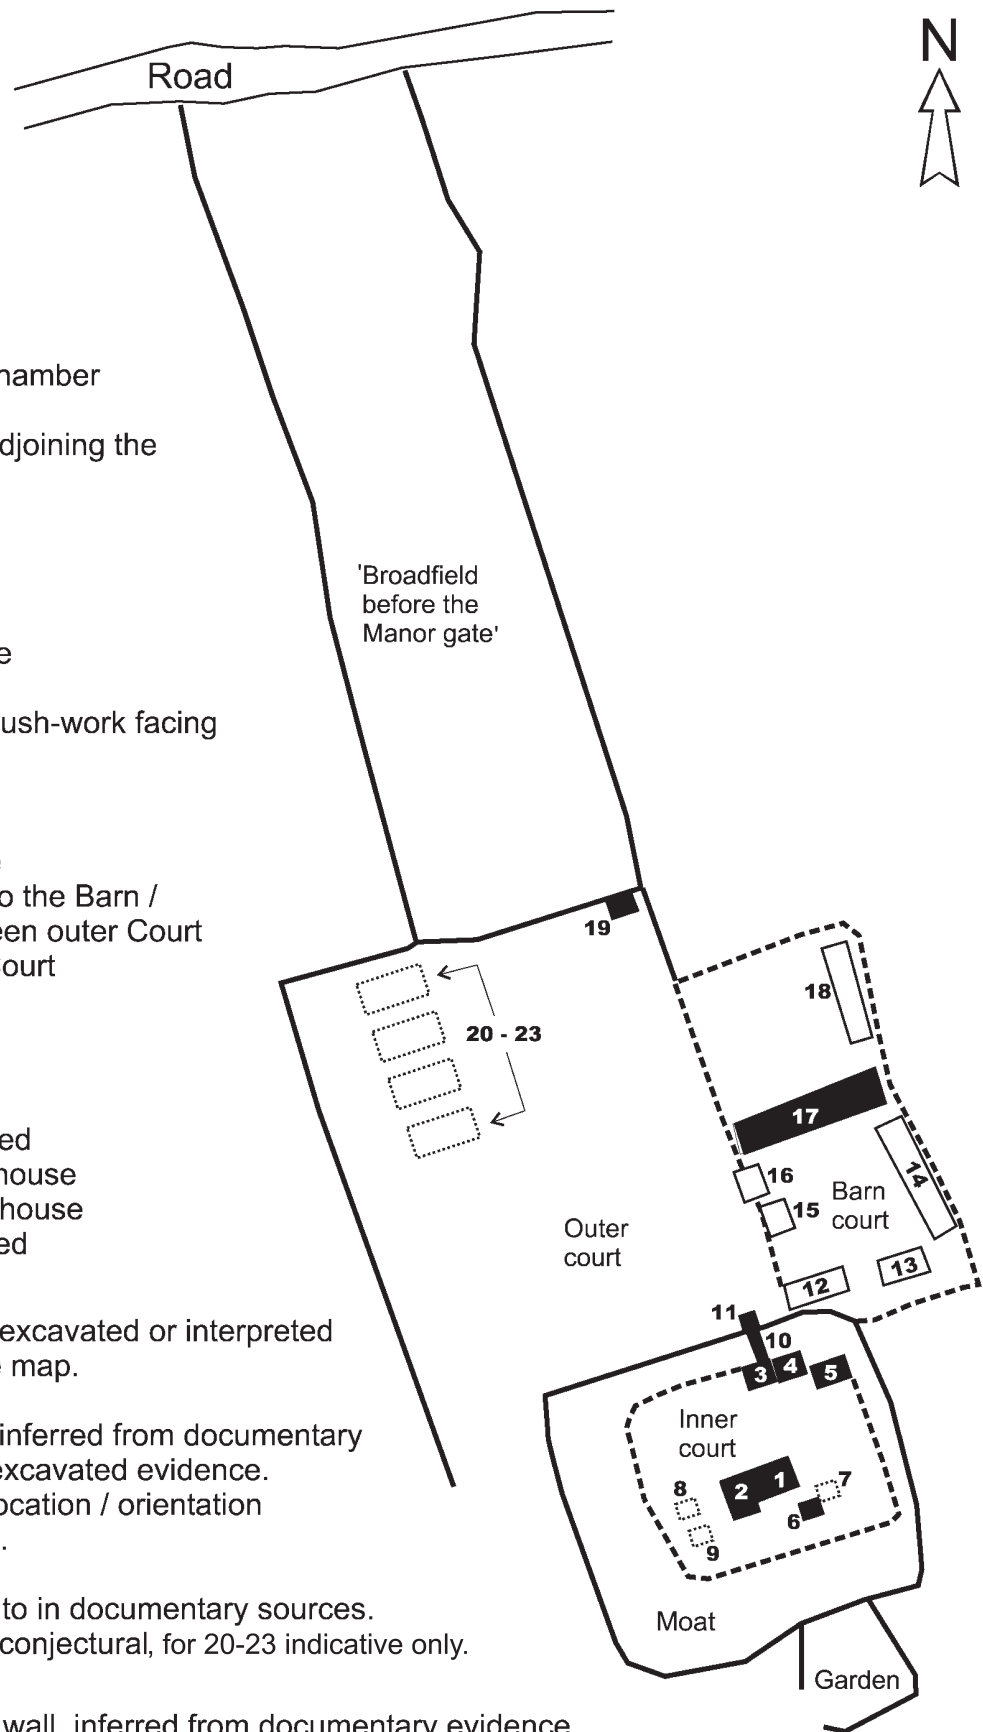 N
Road
hamber
djoining the
'Broadfield
before the
Manor gate'
e
ush-work facing
o the Barn /
een outer Court
Court
19
18
20 - 23
17
16
15
14
Barn
court
Outer
court
13
12
ed
house
house
ed
11
10
excavated or interpreted
e map.
3
4
5
Inner
court
inferred from documentary
excavated evidence.
ocation / orientation
.
1
2
7
8
6
9
to in documentary sources.
conjectural, for 20-23 indicative only.
Moat
Garden
wall, inferred from documentary evidence